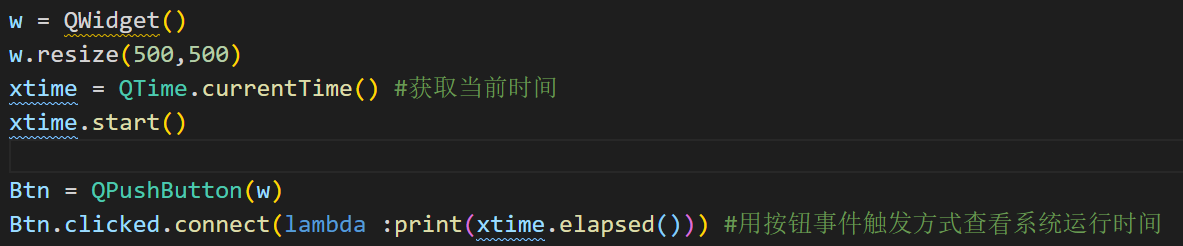 w = QWidget()
w.resize(500,500)
xtime = QTime.currentTime() #获取当前时间
xtime.start()
Btn = QPushButton(w)
Btn.clicked.connect(lambda :print(xtime.elapsed())) #用按钮事件触发方式查看系统运行时间